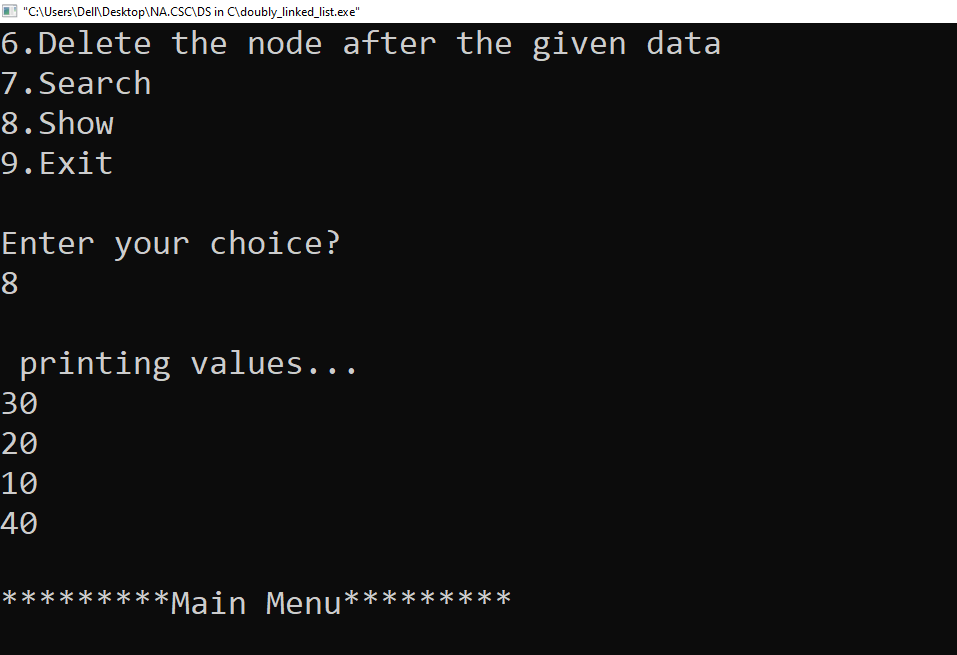 "C:\Users\Dell\Desktop\NA.CSC\DS in C\doubly_linked_list.exe"
6.Delete the node after the given data
7.Search
8.Show
9.Exit
Enter your choice?
8
printing values...
30
20
10
40
*********Main Menu*********